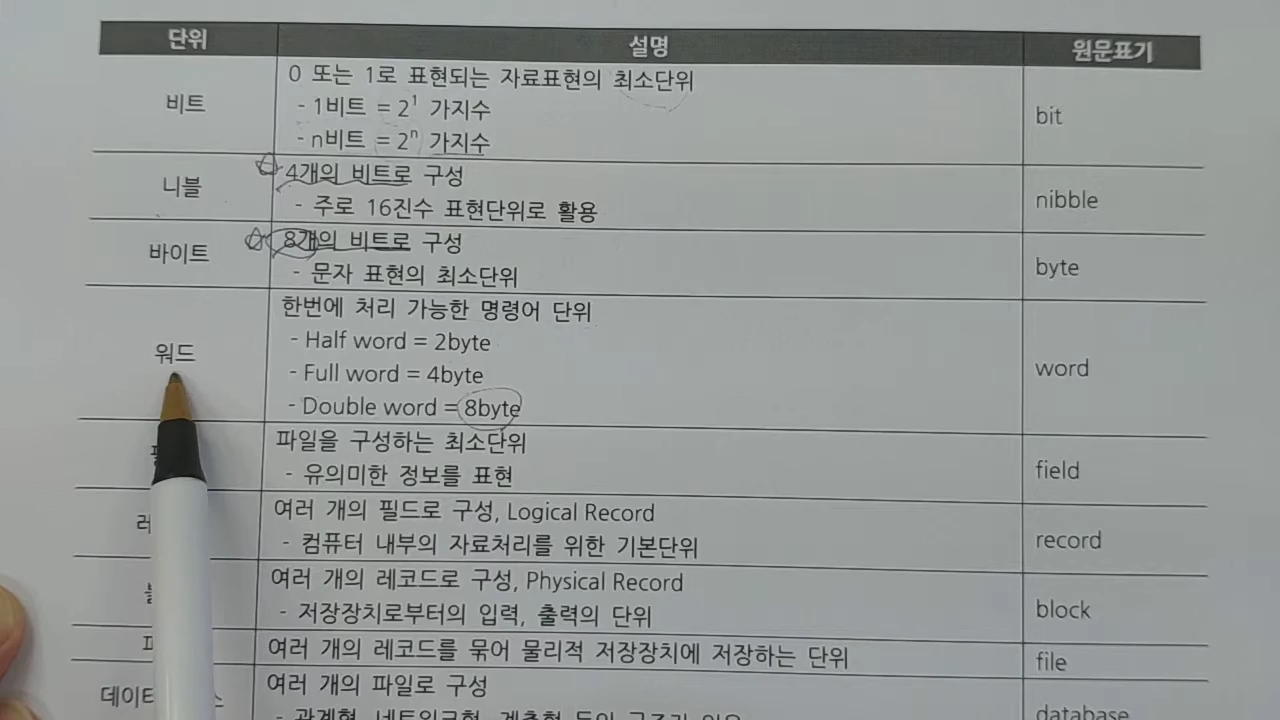 단위 설명 원문표기
비트
0 또는 1로 표현되는 자료표현의 최소단위
- 1비트 = 2¹ 가지수
- n비트 = 2ⁿ 가지수
bit
니블
4개의 비트로 구성
- 주로 16진수 표현단위로 활용
nibble
바이트
8개의 비트로 구성
- 문자 표현의 최소단위
byte
워드
한번에 처리 가능한 명령어 단위
- Half word = 2byte
- Full word = 4byte
- Double word = 8byte
word
파일을 구성하는 최소단위
- 유의미한 정보를 표현
field
여러 개의 필드로 구성, Logical Record
- 컴퓨터 내부의 자료처리를 위한 기본단위
record
여러 개의 레코드로 구성, Physical Record
- 저장장치로부터의 입력, 출력의 단위
block
여러 개의 레코드를 묶어 물리적 저장장치에 저장하는 단위
file
여러 개의 파일로 구성
database